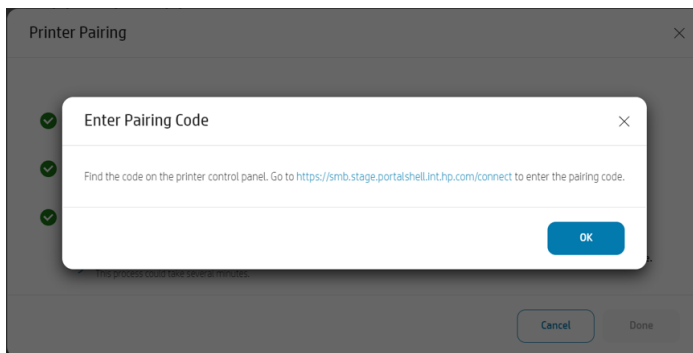 Printer Pairing
Enter Pairing Code
Find the code on the printer control panel. Go to https://smb.stage.portalshell.int.hp.com/connect to enter the pairing code.
OK
This process could take several minutes.
Cancel
Done